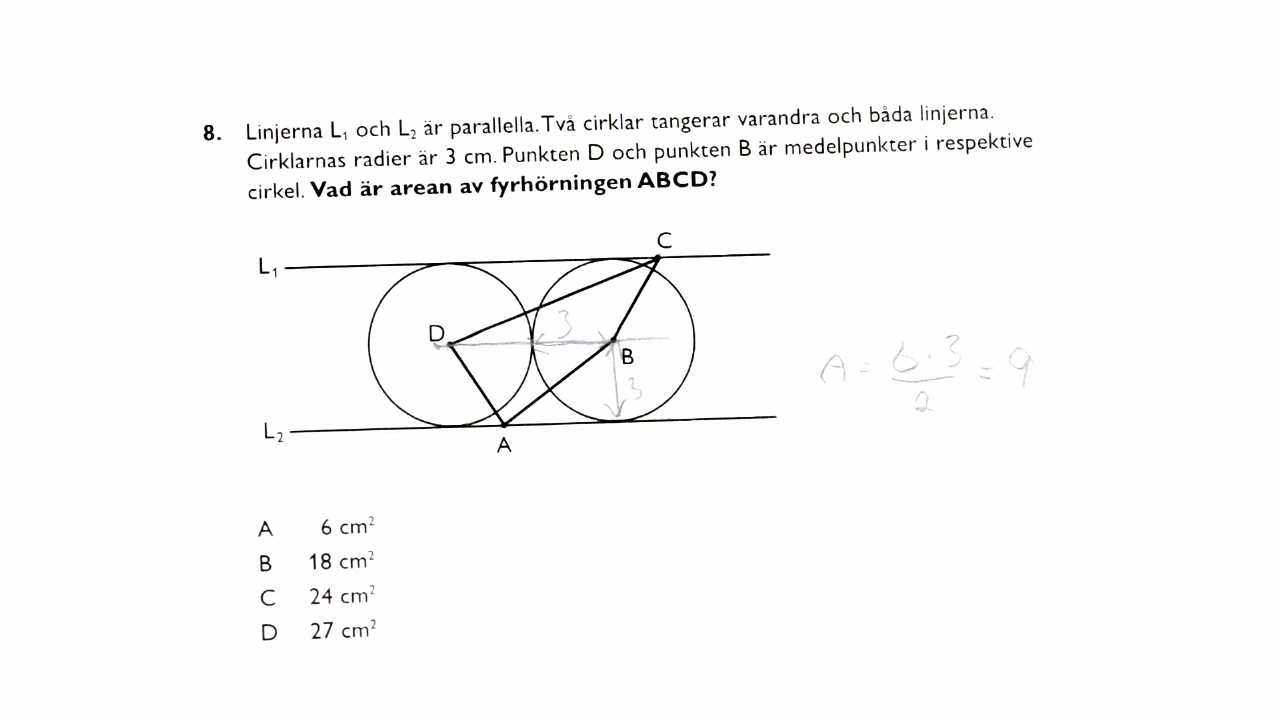 8. Linjerna L₁ och L₂ är parallella. Två cirklar tangerar varandra och båda linjerna.
Cirklarnas radier är 3 cm. Punkten D och punkten B är medelpunkter i respektive
cirkel. Vad är arean av fyrhörningen ABCD?
C
L₁
D
3
B
3
A = 6·3/2 = 9
L₂
A
A 6 cm²
B 18 cm²
C 24 cm²
D 27 cm²